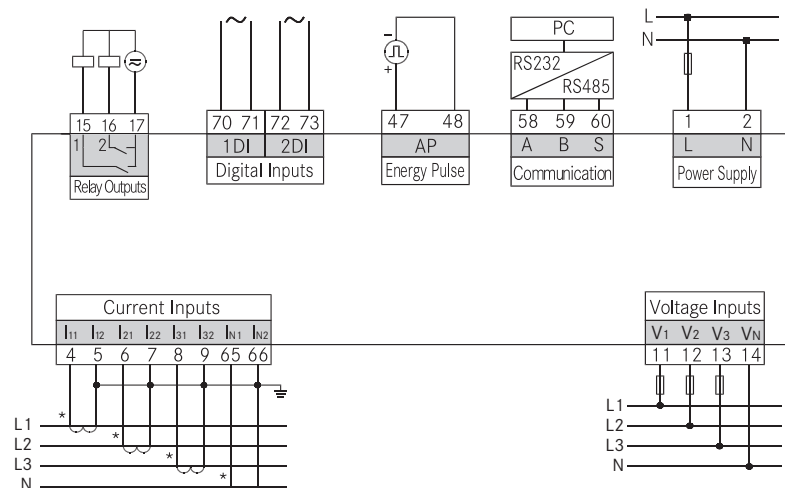 L
N
PC
RS232
RS485
15 16 17
70 71 72 73
47 48
58 59 60
1 2
1 2
1DI 2DI
AP
A B S
L N
Relay Outputs
Digital Inputs
Energy Pulse
Communication
Power Supply
Current Inputs
I11 I12 I21 I22 I31 I32 IN1 IN2
4 5 6 7 8 9 65 66
Voltage Inputs
V1 V2 V3 VN
11 12 13 14
* L1
* L2
* L3
* N
L1
L2
L3
N